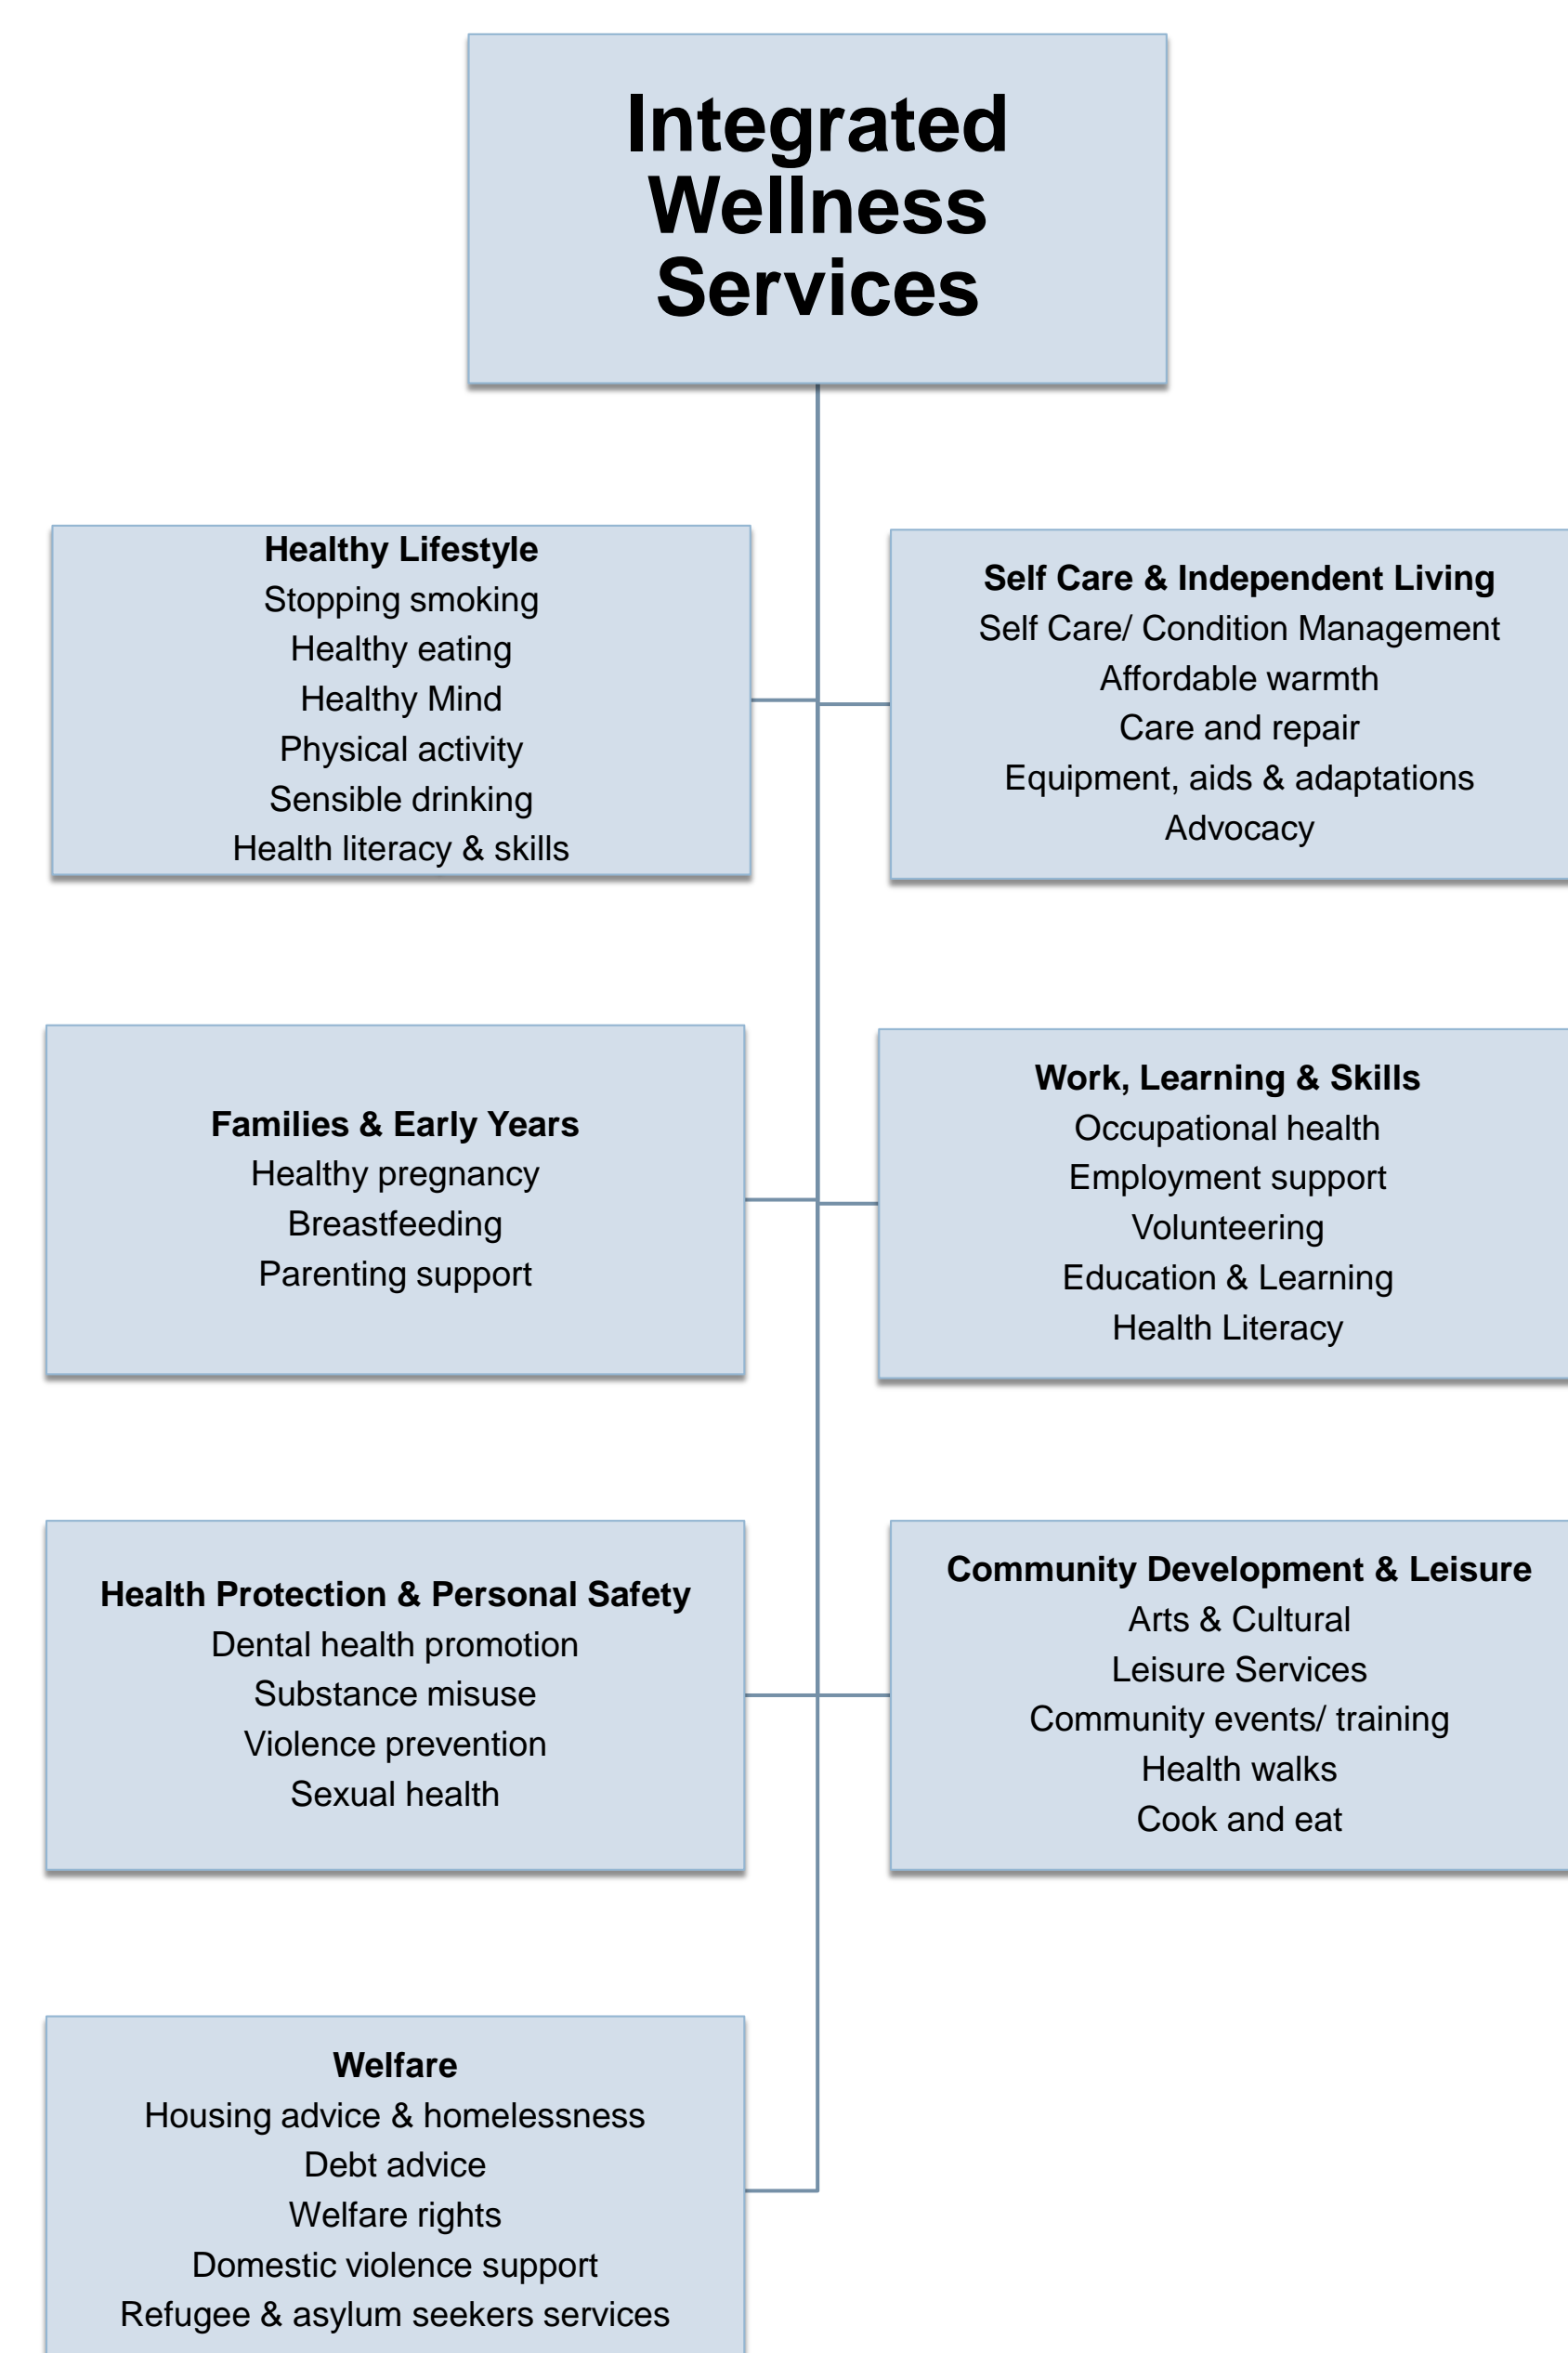 Integrated
Wellness
Services
Healthy Lifestyle
Stopping smoking
Healthy eating
Healthy Mind
Physical activity
Sensible drinking
Health literacy & skills
Self Care & Independent Living
Self Care/ Condition Management
Affordable warmth
Care and repair
Equipment, aids & adaptations
Advocacy
Families & Early Years
Healthy pregnancy
Breastfeeding
Parenting support
Work, Learning & Skills
Occupational health
Employment support
Volunteering
Education & Learning
Health Literacy
Health Protection & Personal Safety
Dental health promotion
Substance misuse
Violence prevention
Sexual health
Community Development & Leisure
Arts & Cultural
Leisure Services
Community events/ training
Health walks
Cook and eat
Welfare
Housing advice & homelessness
Debt advice
Welfare rights
Domestic violence support
Refugee & asylum seekers services